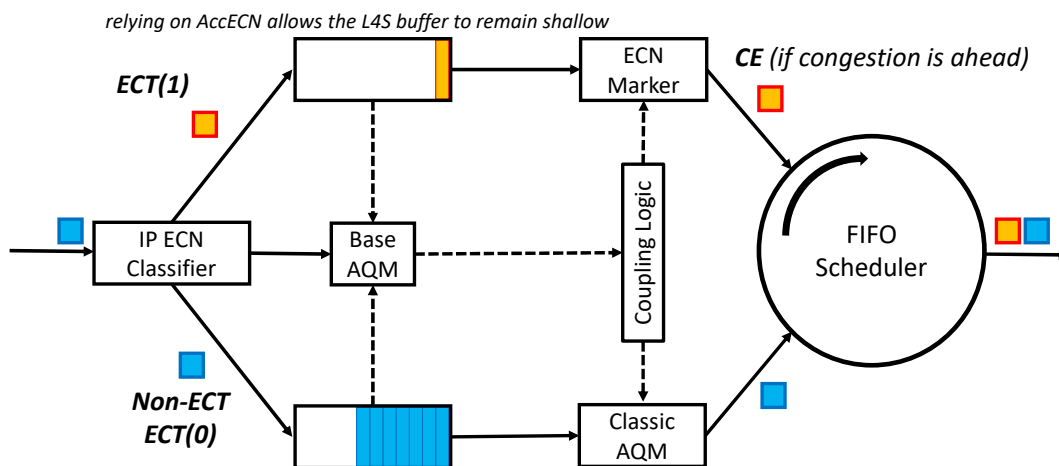 relying on AccECN allows the L4S buffer to remain shallow
ECT(1)
ECN
Marker
CE (if congestion is ahead)
IP ECN
Classifier
Base
AQM
Coupling Logic
FIFO
Scheduler
Non-ECT
ECT(0)
Classic
AQM